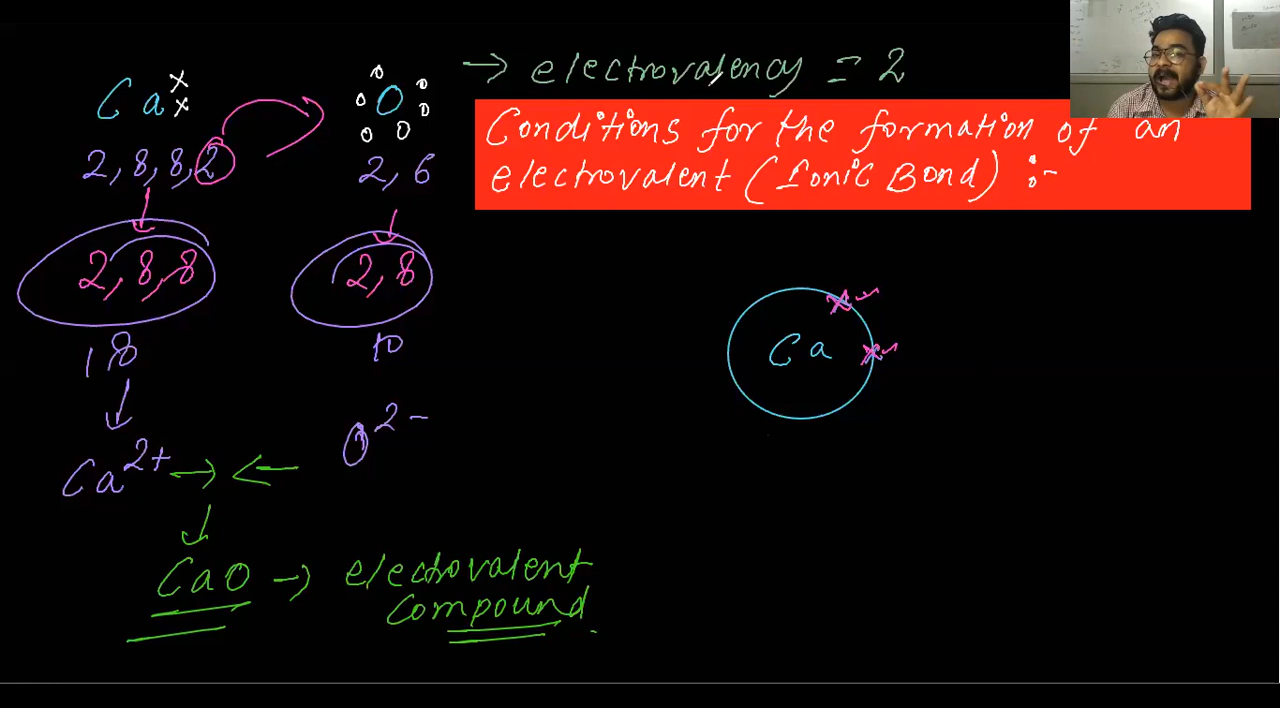 → electrovalency = 2
Ca ×× O
2, 8, 8, 2 2, 6
Conditions for the formation of an
electrovalent (Ionic Bond) :-
2, 8, 8 2, 8
18 10
Ca
Ca2+ → ← O2-
CaO → electrovalent
compound.